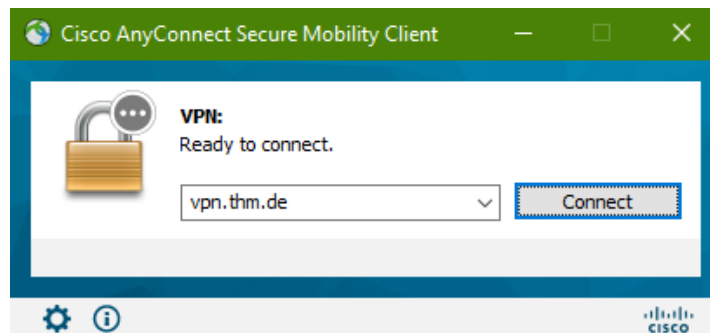 Cisco AnyConnect Secure Mobility Client
VPN:
Ready to connect.
vpn.thm.de
Connect
cisco